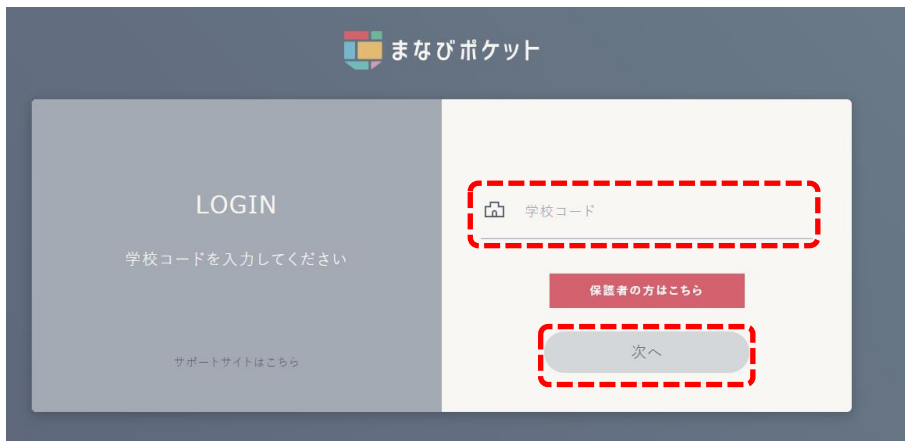 まなびポケット
LOGIN
学校コードを入力してください
サポートサイトはこちら
学校コード
保護者の方はこちら
次へ